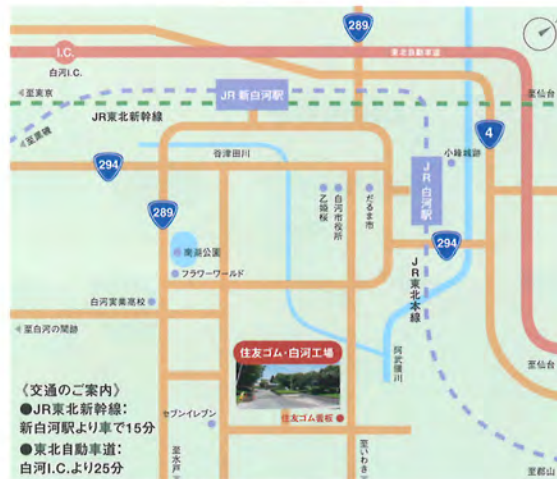 289
I.C.
東北自動車道
白河I.C.
◀至東京
JR 新白河駅
至仙台
至仙台
JR東北新幹線
◀至黒磯
4
小峰城跡
谷津田川
294
JR 白河駅
乙姫桜
白河市役所
だるま市
289
294
南湖公園
フラワーワールド
JR東北本線
白河実業高校
◀至白河の関跡
住友ゴム・白河工場
阿武隈川
《交通のご案内》
●JR東北新幹線:
新白河駅より車で15分
●東北自動車道:
白河I.C.より25分
セブンイレブン
住友ゴム
至水戸
至いわき
至郡山